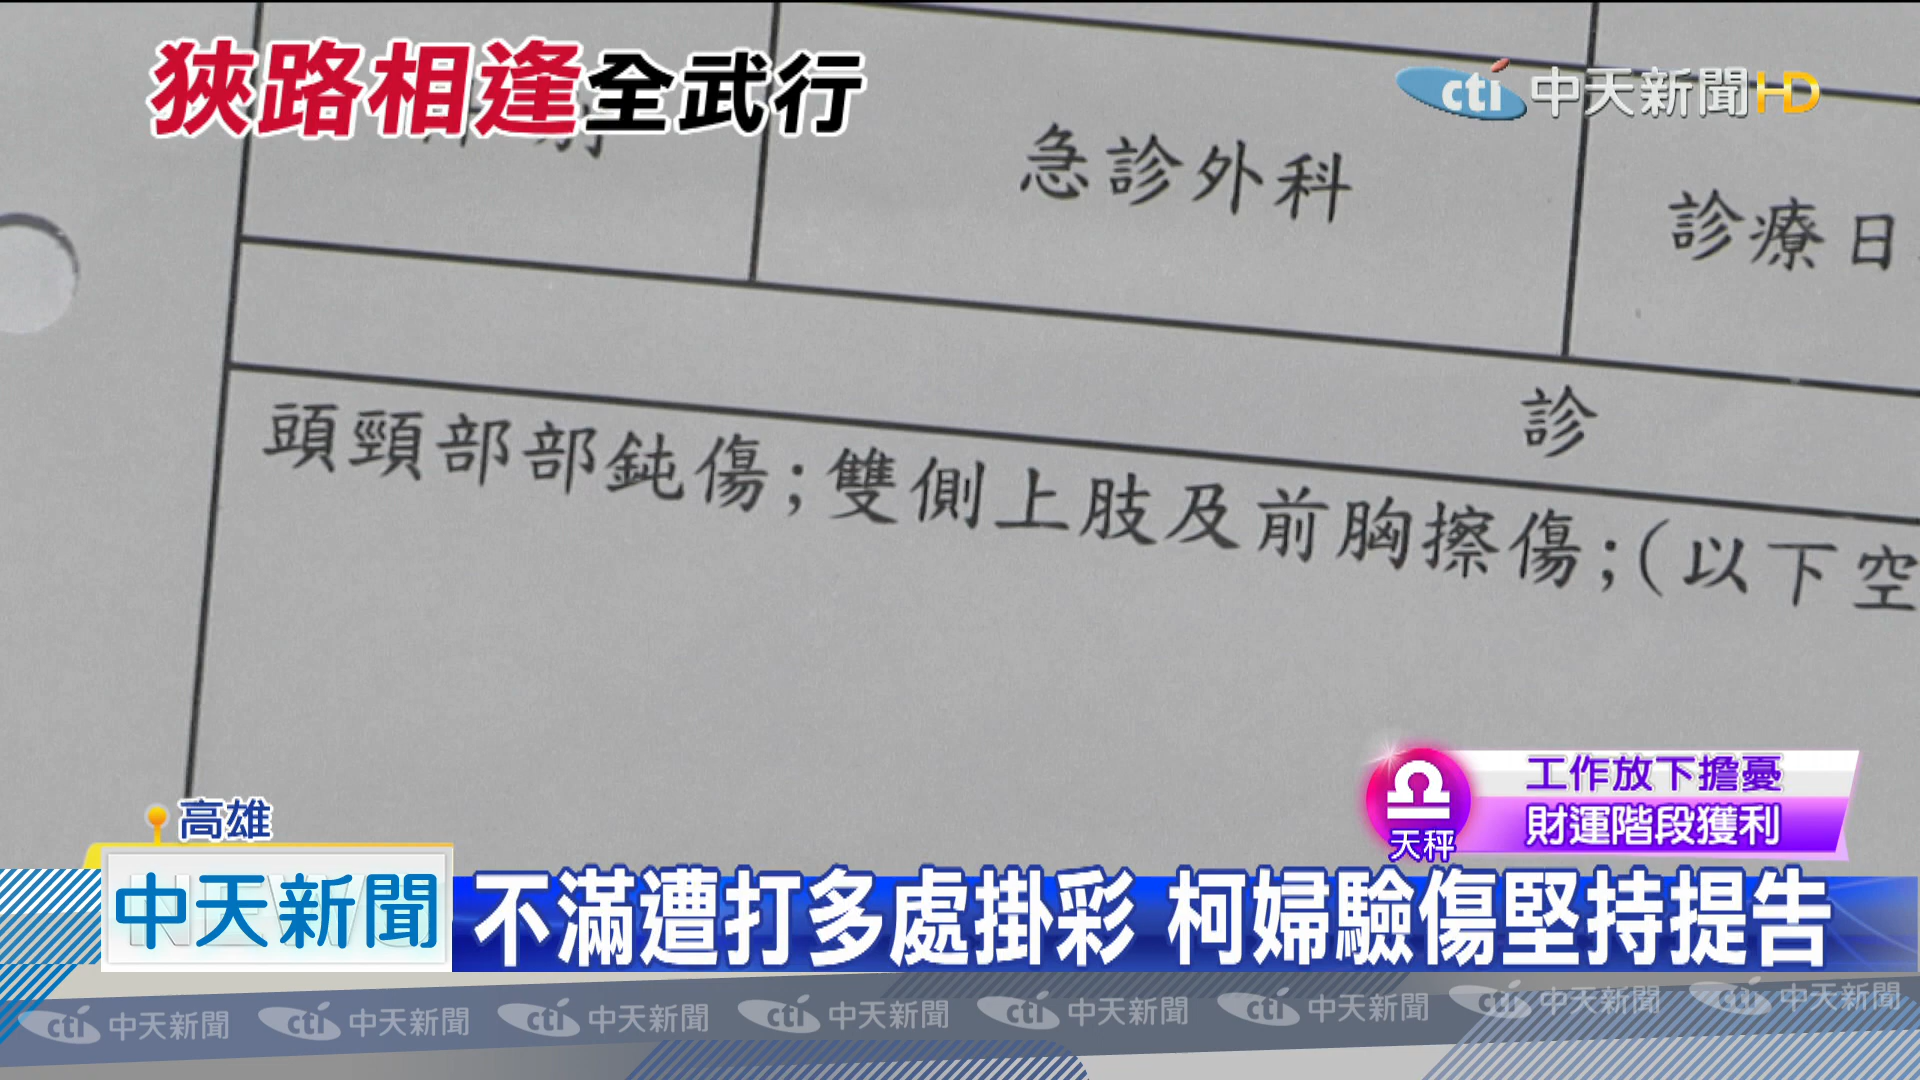 狹路相逢全武行
cti 中天新聞HD
急診外科
診療日
診
頭頸部部鈍傷;雙側上肢及前胸擦傷;(以下空
工作放下擔憂
財運階段獲利
天秤
高雄
中天新聞
不滿遭打多處掛彩 柯婦驗傷堅持提告
cti 中天新聞 cti 中天新聞 cti 中天新聞 cti 中天新聞 cti 中天新聞 cti 中天新聞 cti 中天新聞 cti 中天新聞